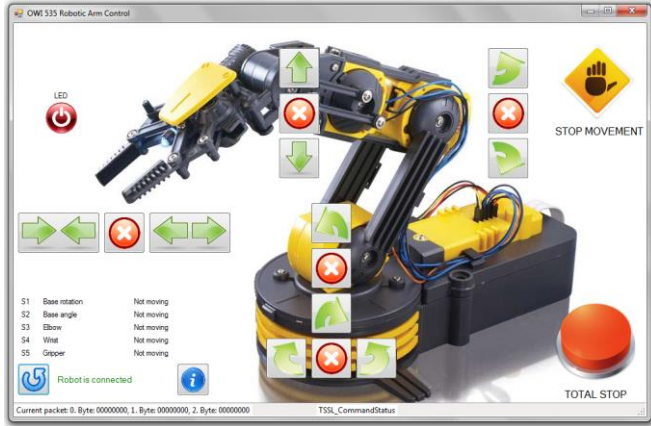 OWI 535 Robotic Arm Control
LED
STOP MOVEMENT
S1 Base rotation Not moving
S2 Base angle Not moving
S3 Elbow Not moving
S4 Wrist Not moving
S5 Gripper Not moving
Robot is connected
TOTAL STOP
Current packet: 0. Byte: 00000000, 1. Byte: 00000000, 2. Byte: 00000000 TSSL_CommandStatus